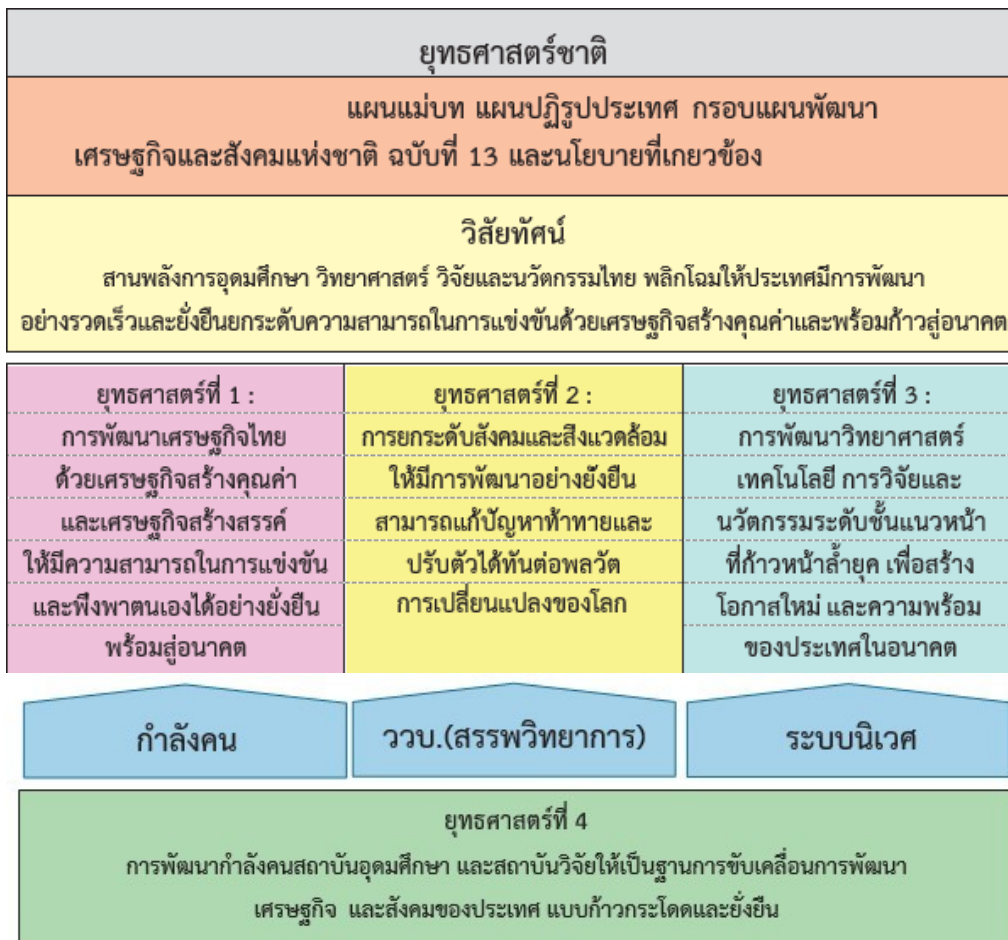 ยุทธศาสตร์ชาติ
แผนแม่บท แผนปฏิรูปประเทศ กรอบแผนพัฒนา
เศรษฐกิจและสังคมแห่งชาติ ฉบับที่ 13 และนโยบายที่เกยวข้อง
วิสัยทัศน์
สานพลังการอุดมศึกษา วิทยาศาสตร์ วิจัยและนวัตกรรมไทย พลิกโฉมให้ประเทศมีการพัฒนา
อย่างรวดเร็วและยั่งยืนยกระดับความสามารถในการแข่งขันด้วยเศรษฐกิจสร้างคุณค่าและพร้อมก้าวสู่อนาคต
ยุทธศาสตร์ที่ 1 :
การพัฒนาเศรษฐกิจไทย
ด้วยเศรษฐกิจสร้างคุณค่า
และเศรษฐกิจสร้างสรรค์
ให้มีความสามารถในการแข่งขัน
และพึงพาตนเองได้อย่างยั่งยืน
พร้อมสู่อนาคต
ยุทธศาสตร์ที่ 2 :
การยกระดับสังคมและสิงแวดล้อม
ให้มีการพัฒนาอย่างยั่งยืน
สามารถแก้ปัญหาท้าทายและ
ปรับตัวได้ทันต่อพลวัต
การเปลี่ยนแปลงของโลก
ยุทธศาสตร์ที่ 3 :
การพัฒนาวิทยาศาสตร์
เทคโนโลยี การวิจัยและ
นวัตกรรมระดับชั้นแนวหน้า
ที่ก้าวหน้าล้ำยุค เพื่อสร้าง
โอกาสใหม่ และความพร้อม
ของประเทศในอนาคต
กำลังคน
ววบ.(สรรพวิทยาการ)
ระบบนิเวศ
ยุทธศาสตร์ที่ 4
การพัฒนากำลังคนสถาบันอุดมศึกษา และสถาบันวิจัยให้เป็นฐานการขับเคลื่อนการพัฒนา
เศรษฐกิจ และสังคมของประเทศ แบบก้าวกระโดดและยั่งยืน